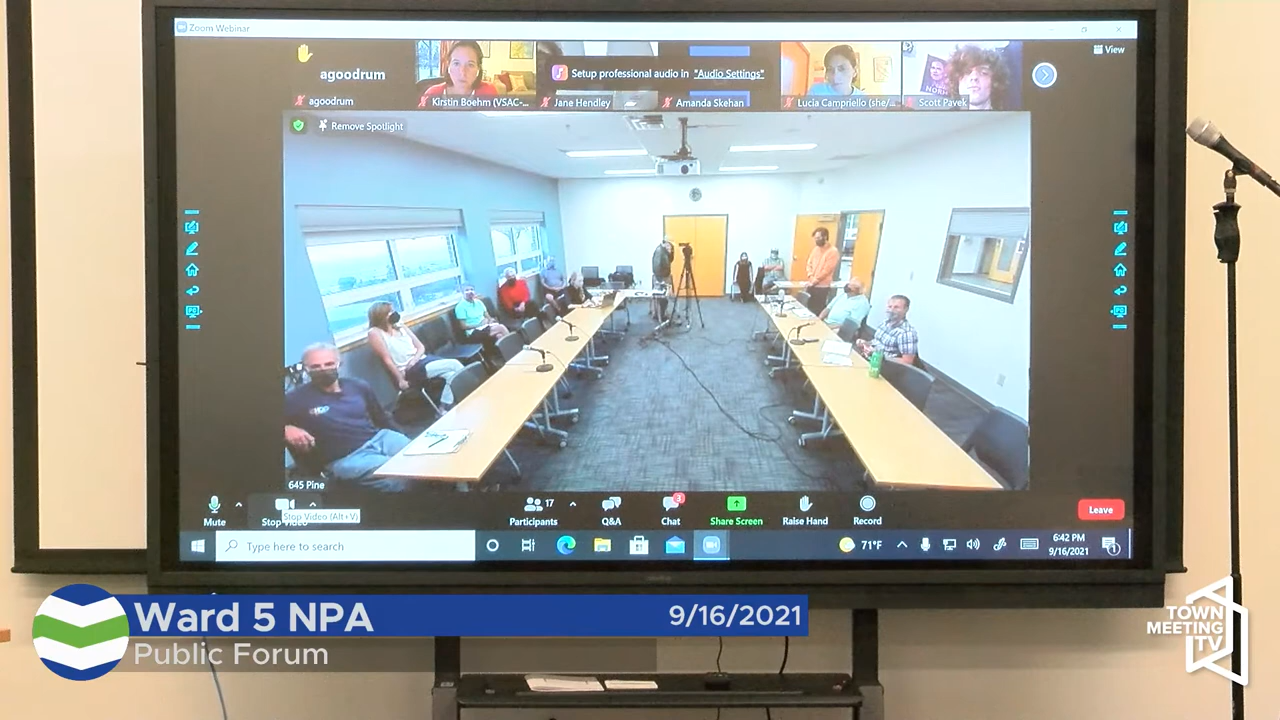 Zoom Webinar
View
agoodrum
Setup professional audio in "Audio Settings"
agoodrum
Kirstin Boehm (VSAC-...
Jane Hendley
Amanda Skehan
Lucia Campriello (she/...
Scott Pavek
Remove Spotlight
645 Pine
Mute
Stop Video
Stop Video (Alt+V)
17
Participants
Q&A
3
Chat
Share Screen
Raise Hand
Record
Leave
Type here to search
71°F
6:42 PM
9/16/2021
1
Ward 5 NPA
9/16/2021
Public Forum
TOWN
MEETING
TV